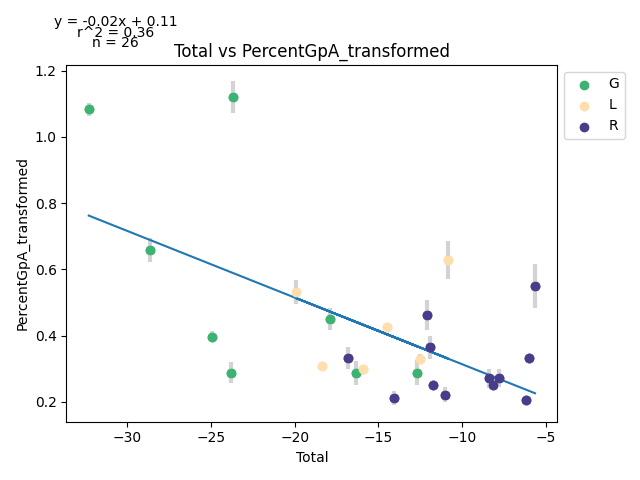 y = -0.02x + 0.11
r^2 = 0.36
n = 26
Total vs PercentGpA_transformed
1.2
1.0
0.8
0.6
0.4
0.2
PercentGpA_transformed
−30
−25
−20
−15
−10
−5
Total
G
L
R